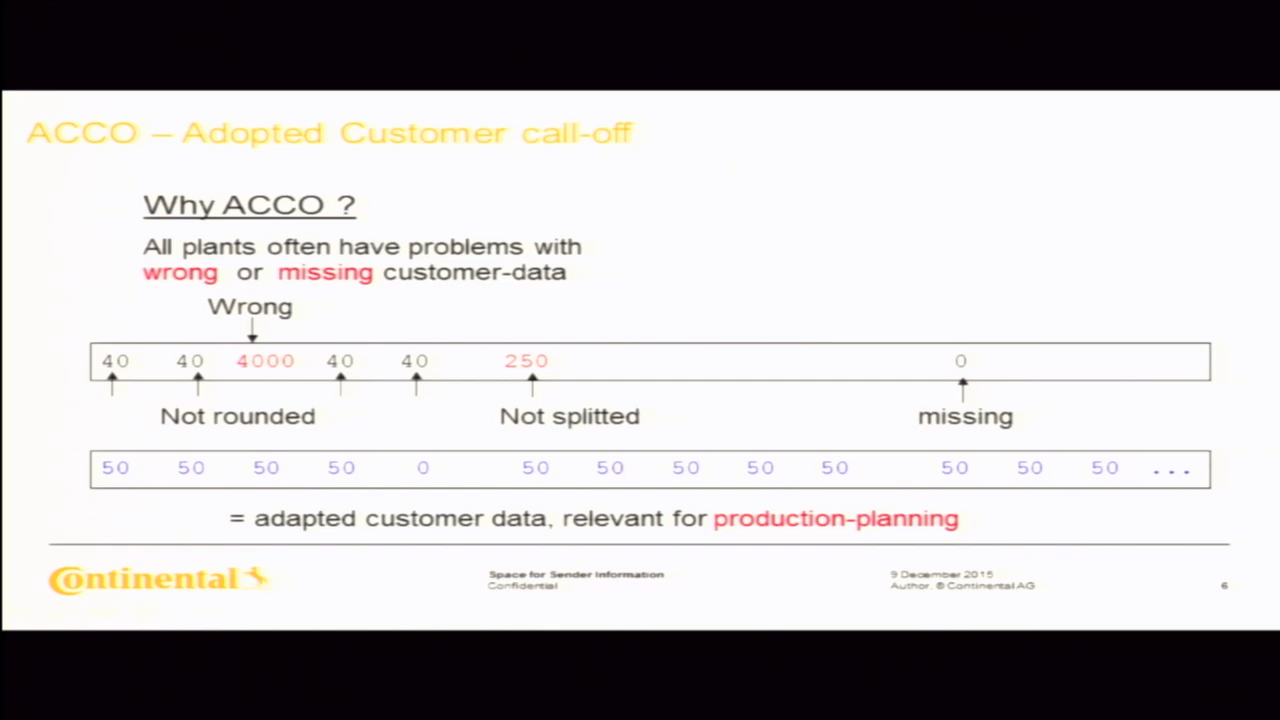 ACCO – Adopted Customer call-off
Why ACCO ?
All plants often have problems with
wrong or missing customer-data
Wrong
40 40 4000 40 40 250 0
Not rounded Not splitted missing
50 50 50 50 0 50 50 50 50 50 50 50 50 ...
= adapted customer data, relevant for production-planning
Continental
Space for Sender Information
Confidential
9 December 2015
Author, © Continental AG
6